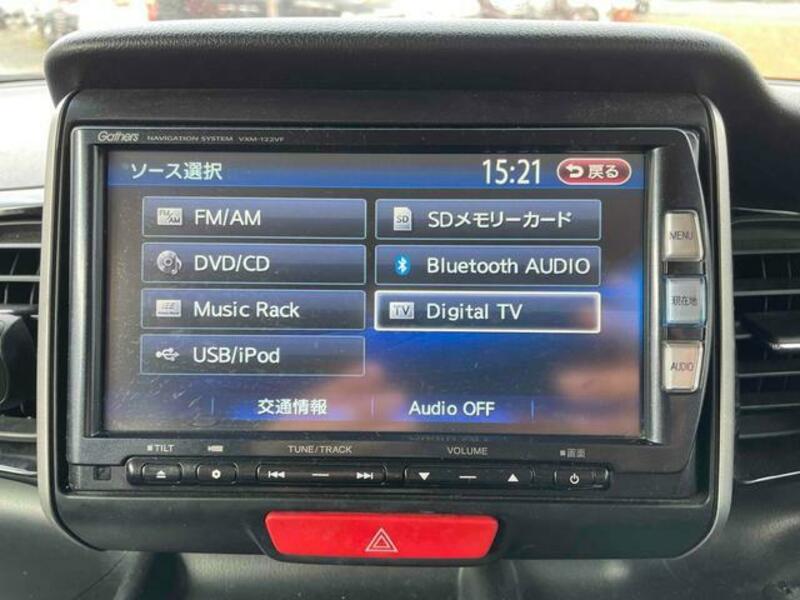 Gathers NAVIGATION SYSTEM VXM-122VF
ソース選択 15:21 戻る
FM/AM
SD SDメモリーカード
DVD/CD
Bluetooth AUDIO
Music Rack
TV Digital TV
USB/iPod
交通情報 Audio OFF
MENU
現在地
AUDIO
TILT TUNE/TRACK VOLUME 画面